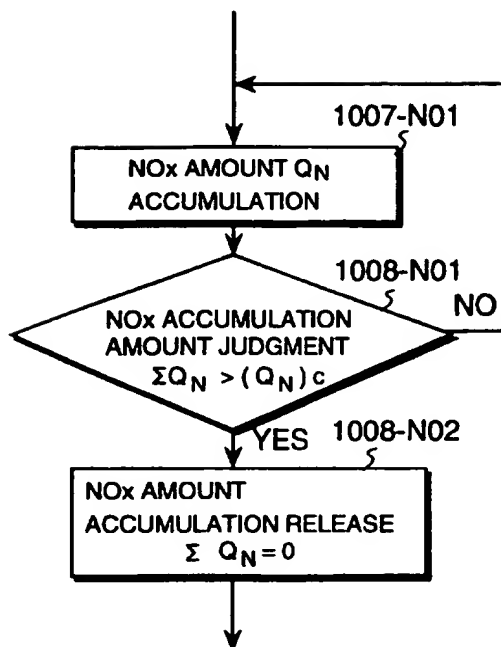 1007-N01
NOx AMOUNT QN
ACCUMULATION
1008-N01
NO
NOx ACCUMULATION
AMOUNT JUDGMENT
ΣQN > (QN)c
YES
1008-N02
NOx AMOUNT
ACCUMULATION RELEASE
Σ QN=0